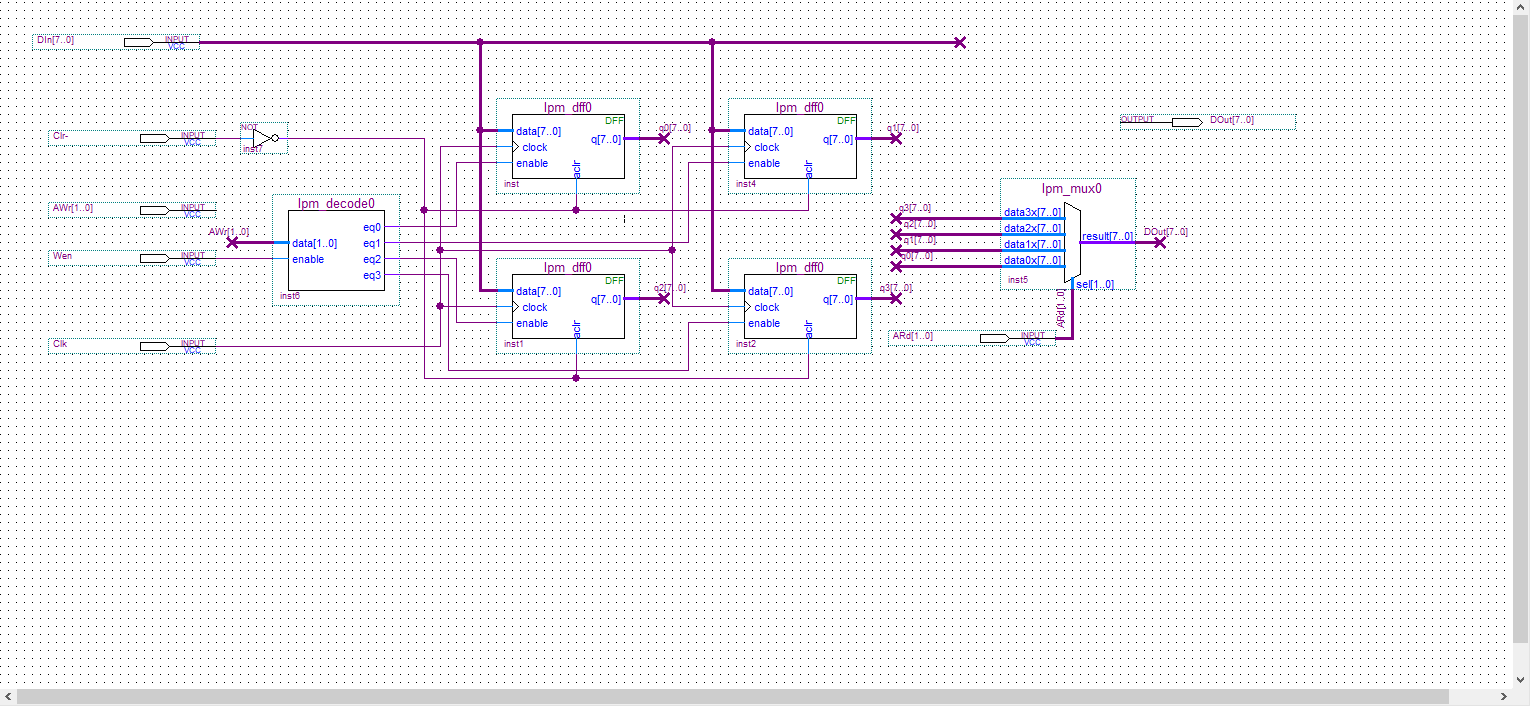 DIn[7..0] INPUT VCC
Clr- INPUT VCC
NOT
inst7
AWr[1..0] INPUT VCC
Wen INPUT VCC
Clk INPUT VCC
AWr[1..0]
lpm_decode0
data[1..0]
enable
eq0
eq1
eq2
eq3
inst6
lpm_dff0
DFF
data[7..0]
clock
enable
q[7..0]
aclr
inst
q0[7..0]
lpm_dff0
DFF
data[7..0]
clock
enable
q[7..0]
aclr
inst4
q1[7..0]
lpm_dff0
DFF
data[7..0]
clock
enable
q[7..0]
aclr
inst1
q2[7..0]
lpm_dff0
DFF
data[7..0]
clock
enable
q[7..0]
aclr
inst2
q3[7..0]
OUTPUT DOut[7..0]
lpm_mux0
q3[7..0] data3x[7..0]
q2[7..0] data2x[7..0]
q1[7..0] data1x[7..0]
q0[7..0] data0x[7..0]
result[7..0]
DOut[7..0]
inst5
sel[1..0]
ARd[1..0]
ARd[1..0] INPUT VCC